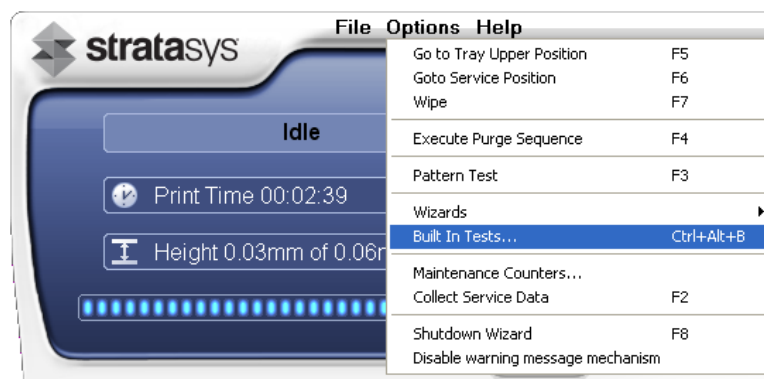 File Options Help
stratasys
Go to Tray Upper Position F5
Goto Service Position F6
Wipe F7
Idle
Execute Purge Sequence F4
Pattern Test F3
Print Time 00:02:39
Wizards
Built In Tests... Ctrl+Alt+B
Height 0.03mm of 0.06
Maintenance Counters...
Collect Service Data F2
Shutdown Wizard F8
Disable warning message mechanism